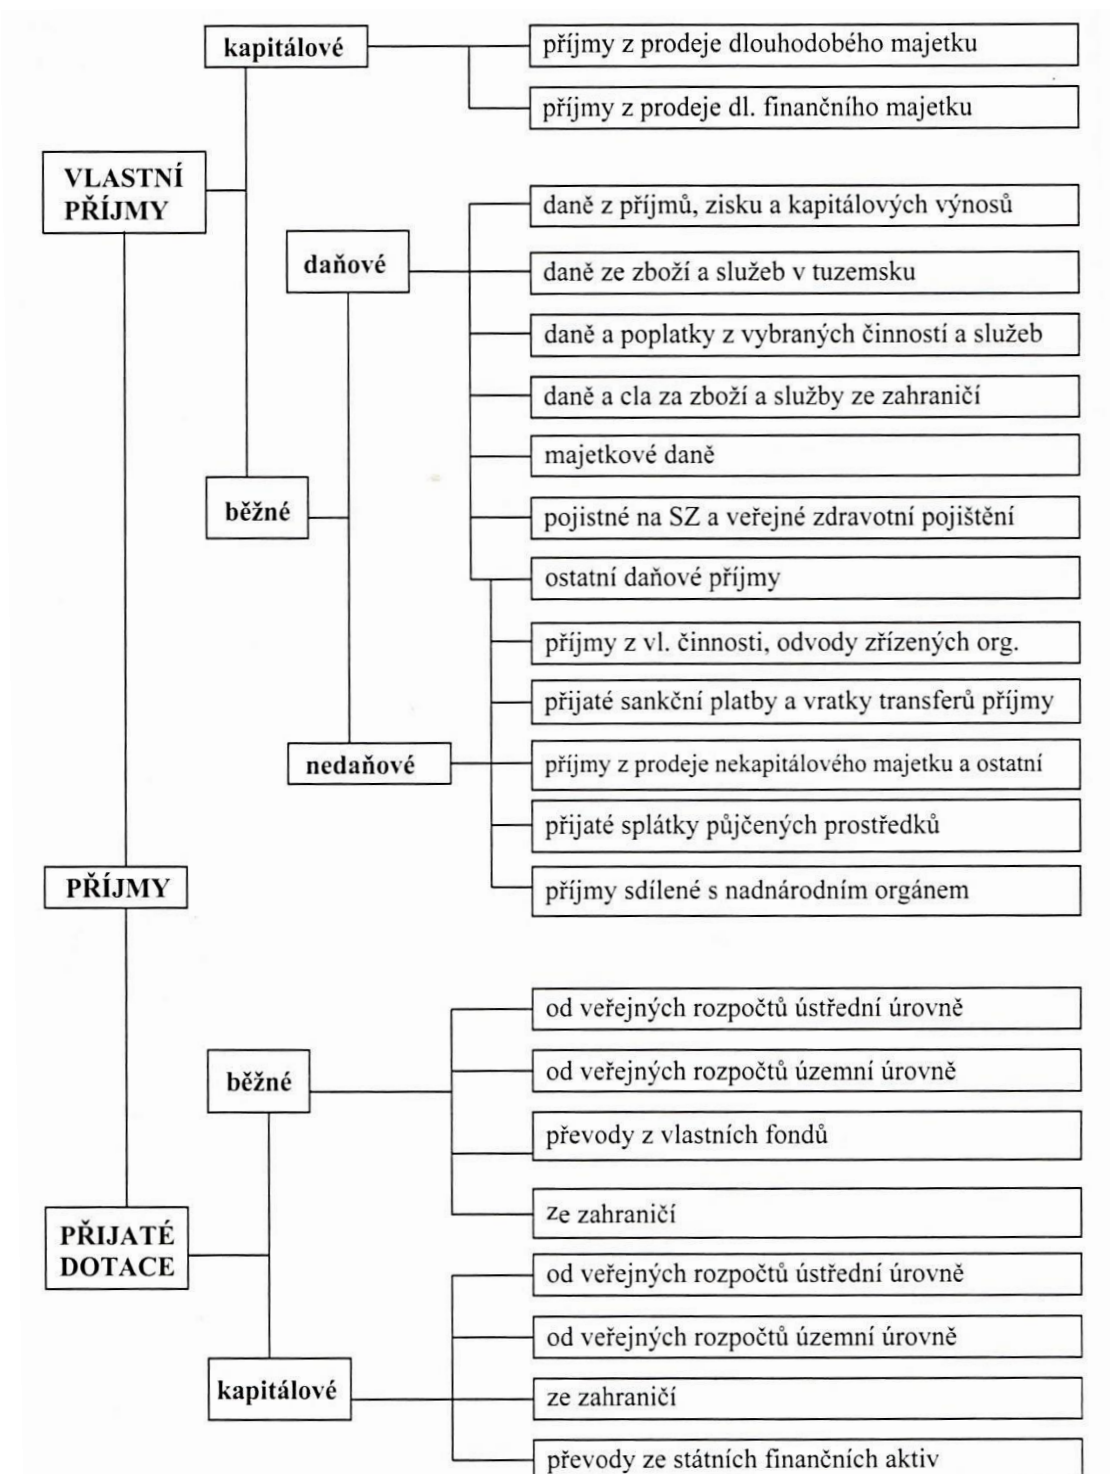 kapitálové
příjmy z prodeje dlouhodobého majetku
příjmy z prodeje dl. finančního majetku
VLASTNÍ
PŘÍJMY
daně z příjmů, zisku a kapitálových výnosů
daňové
daně ze zboží a služeb v tuzemsku
daně a poplatky z vybraných činností a služeb
daně a cla za zboží a služby ze zahraničí
majetkové daně
běžné
pojistné na SZ a veřejné zdravotní pojištění
ostatní daňové příjmy
příjmy z vl. činnosti, odvody zřízených org.
přijaté sankční platby a vratky transferů příjmy
nedaňové
příjmy z prodeje nekapitálového majetku a ostatní
přijaté splátky půjčených prostředků
PŘÍJMY
příjmy sdílené s nadnárodním orgánem
od veřejných rozpočtů ústřední úrovně
běžné
od veřejných rozpočtů územní úrovně
převody z vlastních fondů
ze zahraničí
PŘIJATÉ
DOTACE
od veřejných rozpočtů ústřední úrovně
od veřejných rozpočtů územní úrovně
kapitálové
ze zahraničí
převody ze státních finančních aktiv